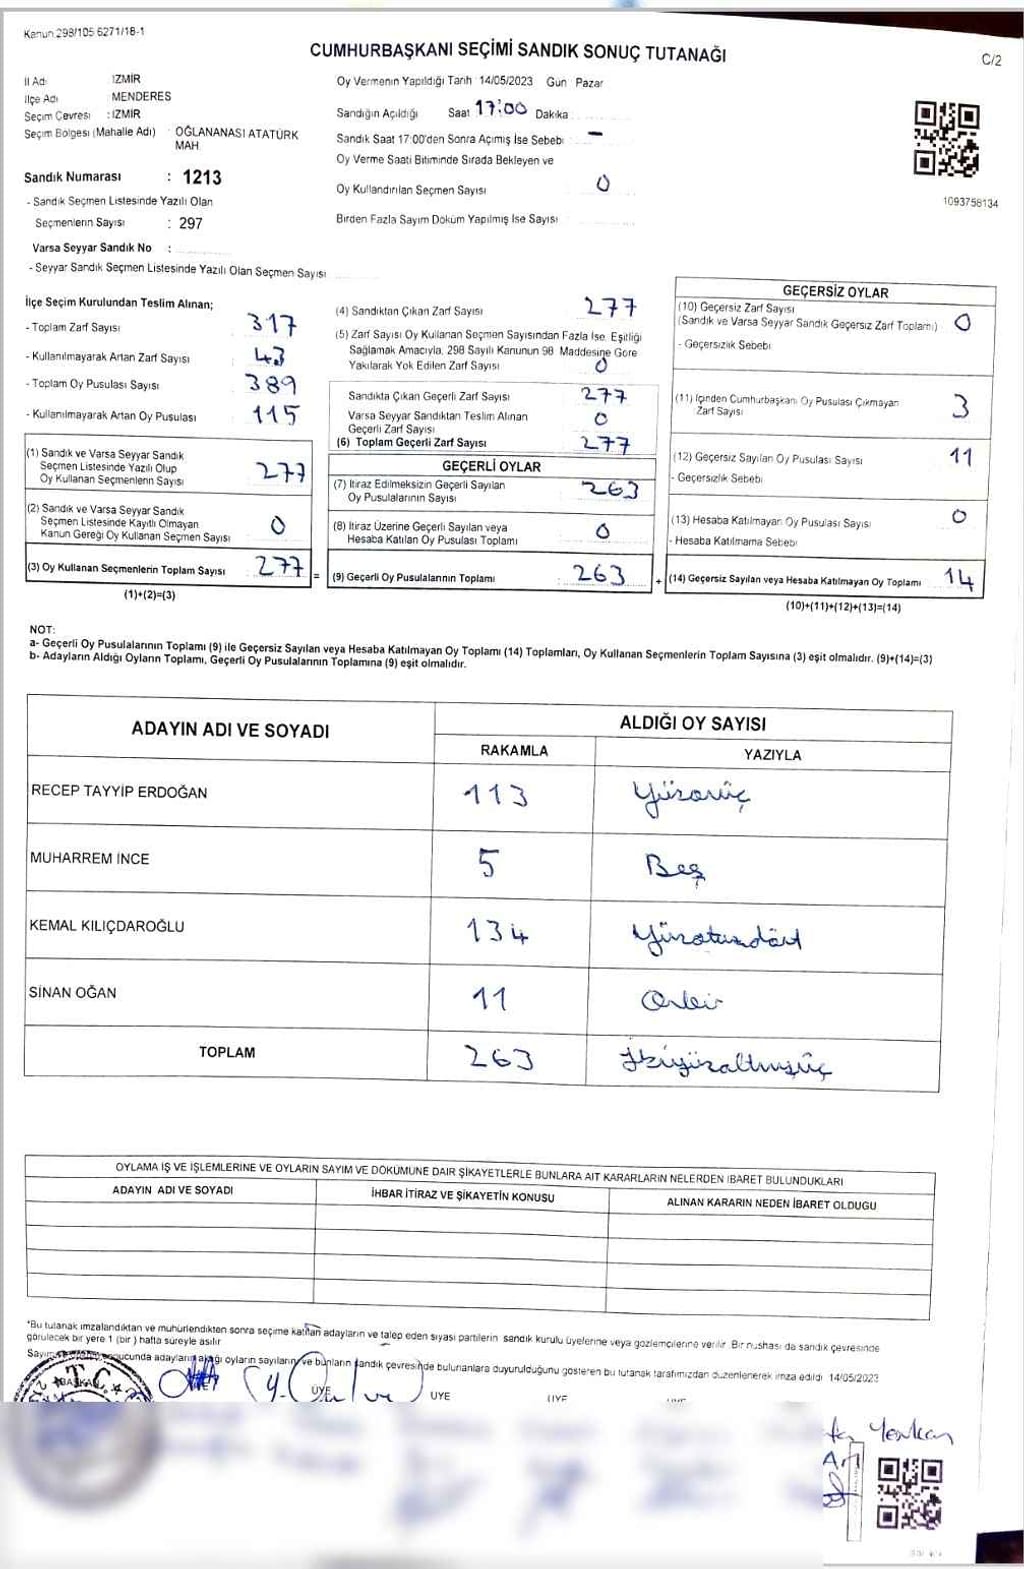 Kanun 298/105 6271/18-1
CUMHURBAŞKANI SEÇİMİ SANDIK SONUÇ TUTANAĞI
C/2
İl Adı : İZMİR
İlçe Adı : MENDERES
Seçim Çevresi : İZMİR
Seçim Bölgesi (Mahalle Adı) : OĞLANANASI ATATÜRK
MAH
Sandık Numarası : 1213
- Sandık Seçmen Listesinde Yazılı Olan
Seçmenlerin Sayısı : 297
Varsa Seyyar Sandık No :
- Seyyar Sandık Seçmen Listesinde Yazılı Olan Seçmen Sayısı
Oy Vermenin Yapıldığı Tarih 14/05/2023 Gün Pazar
Sandığın Açıldığı Saat 17:00 Dakika
Sandık Saat 17:00'den Sonra Açımış İse Sebebi -
Oy Verme Saati Bitiminde Sırada Bekleyen ve
Oy Kullandırılan Seçmen Sayısı 0
Birden Fazla Sayım Döküm Yapılmış İse Sayısı
1093758134
İlçe Seçim Kurulundan Teslim Alınan;
- Toplam Zarf Sayısı 317
- Kullanılmayarak Artan Zarf Sayısı 43
- Toplam Oy Pusulası Sayısı 389
- Kullanılmayarak Artan Oy Pusulası 115
(1) Sandık ve Varsa Seyyar Sandık
Seçmen Listesinde Yazılı Olup
Oy Kullanan Seçmenlerin Sayısı 277
(2) Sandık ve Varsa Seyyar Sandık
Seçmen Listesinde Kayıtlı Olmayan
Kanun Gereği Oy Kullanan Seçmen Sayısı 0
(3) Oy Kullanan Seçmenlerin Toplam Sayısı 277 =
(1)+(2)=(3)
(4) Sandıktan Çıkan Zarf Sayısı 277
(5) Zarf Sayısı Oy Kullanan Seçmen Sayısından Fazla İse, Eşitliği
Sağlamak Amacıyla, 298 Sayılı Kanunun 98 Maddesine Göre
Yakılarak Yok Edilen Zarf Sayısı 0
Sandıkta Çıkan Geçerli Zarf Sayısı 277
Varsa Seyyar Sandıktan Teslim Alınan
Geçerli Zarf Sayısı 0
(6) Toplam Geçerli Zarf Sayısı 277
GEÇERLİ OYLAR
(7) İtiraz Edilmeksizin Geçerli Sayılan
Oy Pusulalarının Sayısı 263
(8) İtiraz Üzerine Geçerli Sayılan veya
Hesaba Katılan Oy Pusulası Toplamı 0
(9) Geçerli Oy Pusulalarının Toplamı 263 +
GEÇERSİZ OYLAR
(10) Geçersiz Zarf Sayısı
(Sandık ve Varsa Seyyar Sandık Geçersiz Zarf Toplamı) 0
- Geçersizlik Sebebi
(11) İçinden Cumhurbaşkanı Oy Pusulası Çıkmayan
Zarf Sayısı 3
(12) Geçersiz Sayılan Oy Pusulası Sayısı 11
- Geçersizlik Sebebi
(13) Hesaba Katılmayan Oy Pusulası Sayısı 0
- Hesaba Katılmama Sebebi
(14) Geçersiz Sayılan veya Hesaba Katılmayan Oy Toplamı 14
(10)+(11)+(12)+(13)=(14)
NOT:
a- Geçerli Oy Pusulalarının Toplamı (9) ile Geçersiz Sayılan veya Hesaba Katılmayan Oy Toplamı (14) Toplamları, Oy Kullanan Seçmenlerin Toplam Sayısına (3) eşit olmalıdır. (9)+(14)=(3)
b- Adayların Aldığı Oyların Toplamı, Geçerli Oy Pusulalarının Toplamına (9) eşit olmalıdır.
ADAYIN ADI VE SOYADI
ALDIĞI OY SAYISI
RAKAMLA YAZIYLA
RECEP TAYYİP ERDOĞAN 113 Yüzonüç
MUHARREM İNCE 5 Beş
KEMAL KILIÇDAROĞLU 134 Yüzotuzdört
SİNAN OĞAN 11 Onbir
TOPLAM 263 İkiyüzaltmışüç
OYLAMA İŞ VE İŞLEMLERİNE VE OYLARIN SAYIM VE DÖKÜMÜNE DAİR ŞİKAYETLERLE BUNLARA AİT KARARLARIN NELERDEN İBARET BULUNDUKLARI
ADAYIN ADI VE SOYADI İHBAR İTİRAZ VE ŞİKAYETİN KONUSU ALINAN KARARIN NEDEN İBARET OLDUGU
*Bu tutanak imzalandıktan ve mühürlendikten sonra seçime katılan adayların ve talep eden siyasi partilerin sandık kurulu üyelerine veya gözlemcilerine verilir. Bir nushası da sandık çevresinde
görülecek bir yere 1 (bir) hafta süreyle asılır
adayların aldığı oyların sayıların ve bunların sandık çevresinde bulunanlara duyurulduğunu gösteren bu tutanak tarafımızdan düzenlenerek imza edildi 14/05/2023
T.C.
BAŞKAN ÜYE ÜYE ÜYE